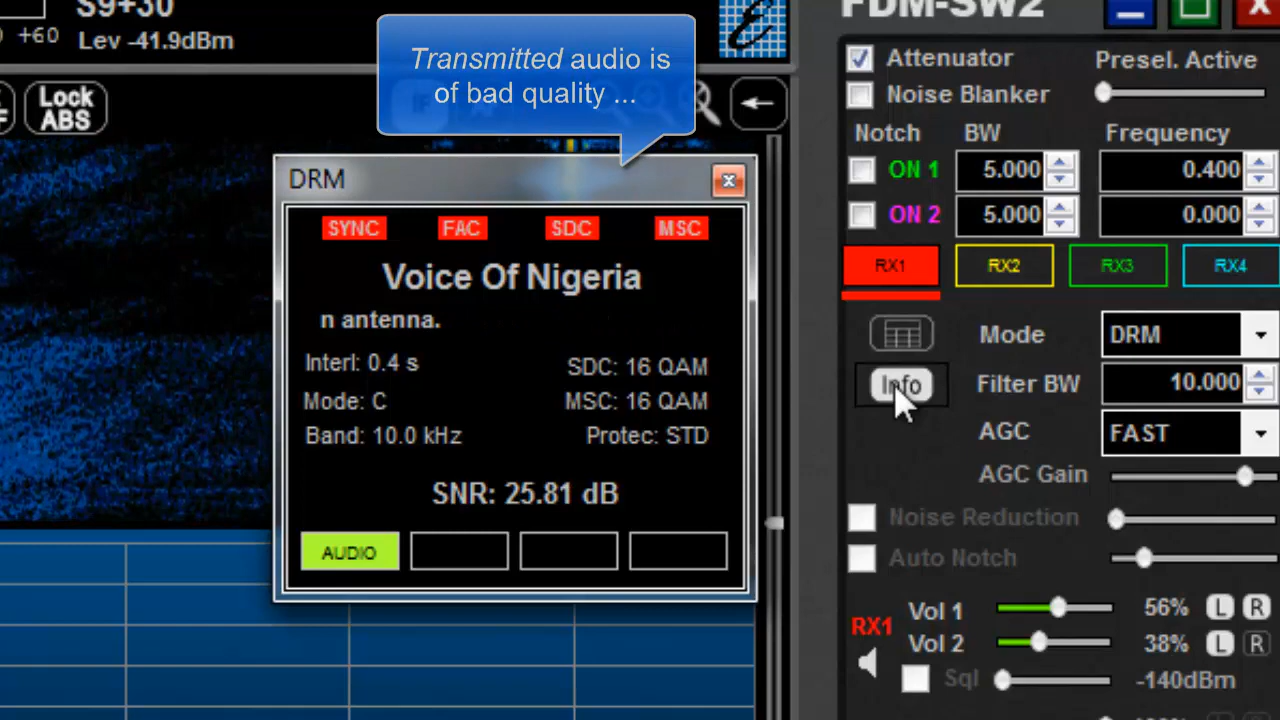 S9+30
+60
Lev -41.9dBm
Transmitted audio is
of bad quality ...
FDM-SW2
Lock
ABS
Attenuator
Presel. Active
Noise Blanker
Notch
BW
Frequency
ON 1
5.000
0.400
ON 2
5.000
0.000
RX1
RX2
RX3
RX4
DRM
SYNC
FAC
SDC
MSC
Voice Of Nigeria
n antenna.
Interl: 0.4 s
SDC: 16 QAM
Mode: C
MSC: 16 QAM
Band: 10.0 kHz
Protec: STD
SNR: 25.81 dB
AUDIO
Mode
DRM
Info
Filter BW
10.000
AGC
FAST
AGC Gain
Noise Reduction
Auto Notch
RX1
Vol 1
56%
L
R
Vol 2
38%
L
R
Sql
-140dBm